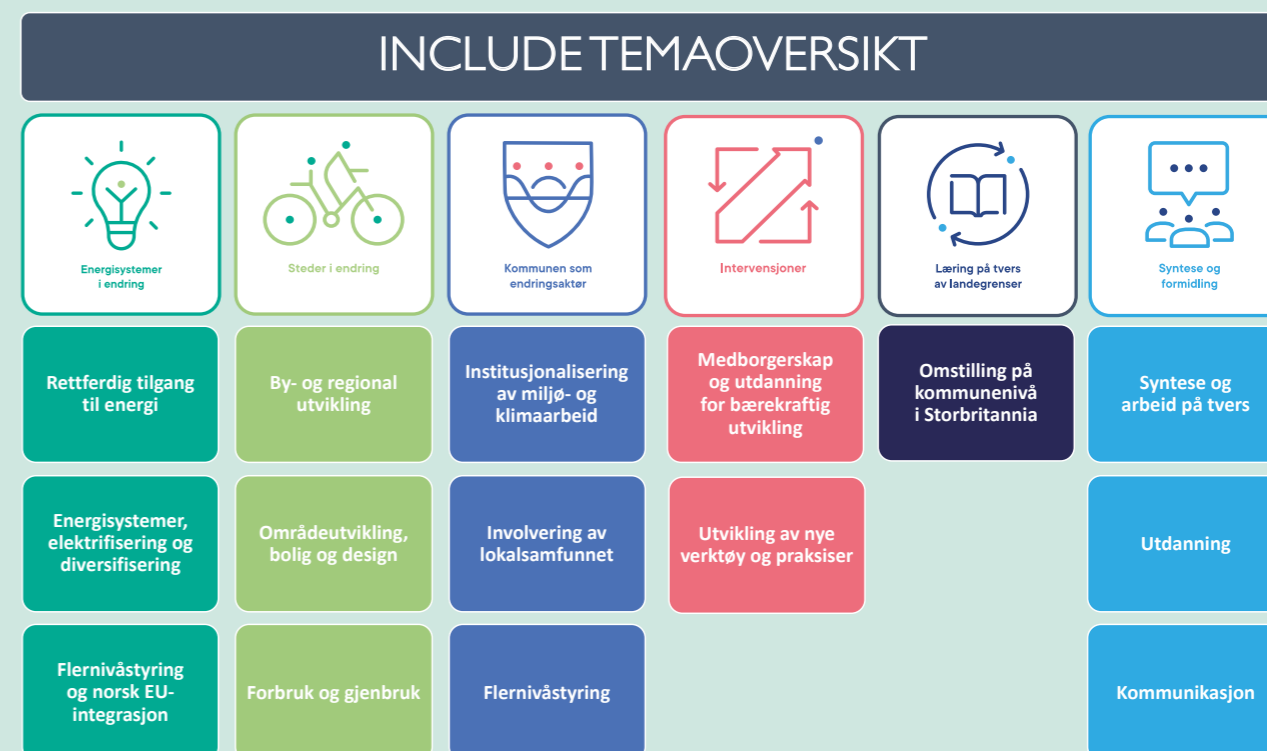 INCLUDE TEMAOVERSIKT
Energisystemer
i endring
Steder i endring
Kommunen som
endringsaktør
Intervensjoner
Læring på tvers
av landegrenser
Syntese og
formidling
Rettferdig tilgang
til energi
By- og regional
utvikling
Institusjonalisering
av miljø- og
klimaarbeid
Medborgerskap
og utdanning
for bærekraftig
utvikling
Omstilling på
kommunenivå
i Storbritannia
Syntese og
arbeid på tvers
Energisystemer,
elektrifisering og
diversifisering
Områdeutvikling,
bolig og design
Involvering av
lokalsamfunnet
Utvikling av nye
verktøy og praksiser
Utdanning
Flernivåstyring
og norsk EU-
integrasjon
Forbruk og gjenbruk
Flernivåstyring
Kommunikasjon